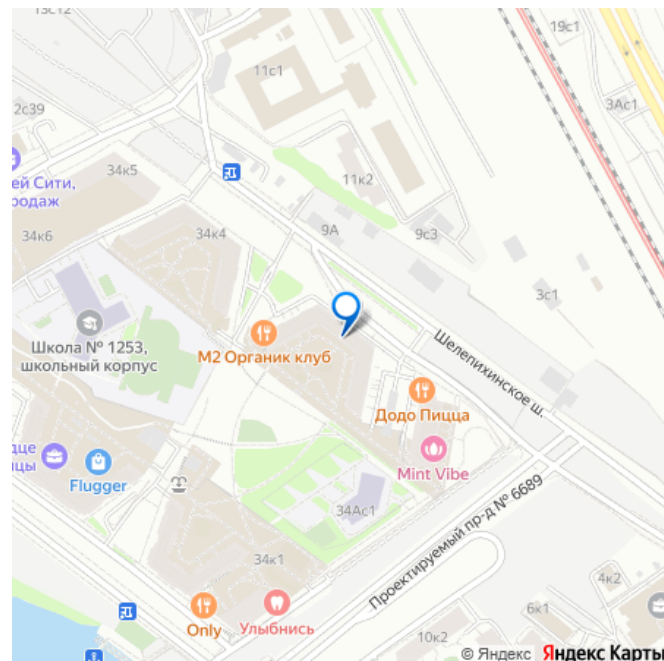 13с12
19с1
11с1
3Ас1
2с39
34к5
ей Сити,
родаж
11к2
34к6
34к4
9А
9с3
3с1
Школа № 1253,
школьный корпус
М2 Органик клуб
Шелепихинское ш.
Додо Пицца
Mint Vibe
дце
цы
Flugger
34Ас1
Проектируемый пр-д № 6689
34к1
4к2
6к1
Only
Улыбнись
10к2
© Яндекс Яндекс Карты